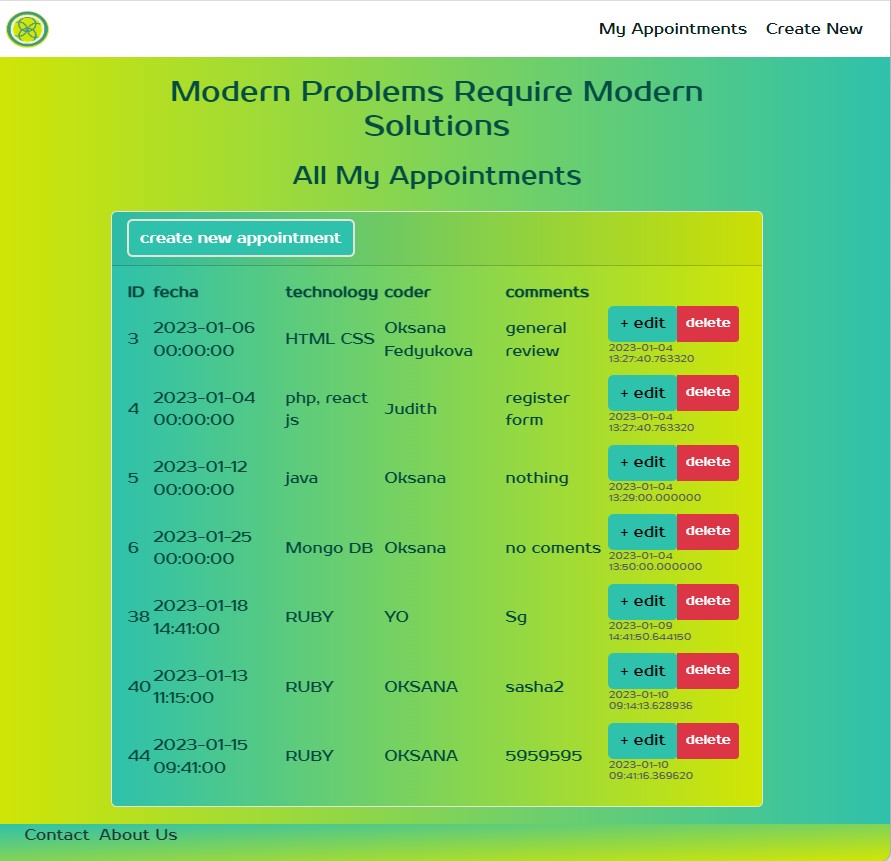 My Appointments Create New
Modern Problems Require Modern
Solutions
All My Appointments
create new appointment
ID fecha technology coder comments
3 2023-01-06 00:00:00 HTML CSS Oksana Fedyukova general review + edit delete
2023-01-04 13:27:40.763320
4 2023-01-04 00:00:00 php, react js Judith register form + edit delete
2023-01-04 13:27:40.763320
5 2023-01-12 00:00:00 java Oksana nothing + edit delete
2023-01-04 13:29:00.000000
6 2023-01-25 00:00:00 Mongo DB Oksana no coments + edit delete
2023-01-04 13:50:00.000000
38 2023-01-18 14:41:00 RUBY YO Sg + edit delete
2023-01-09 14:41:50.644150
40 2023-01-13 11:15:00 RUBY OKSANA sasha2 + edit delete
2023-01-10 09:14:13.628936
44 2023-01-15 09:41:00 RUBY OKSANA 5959595 + edit delete
2023-01-10 09:41:16.369620
Contact About Us